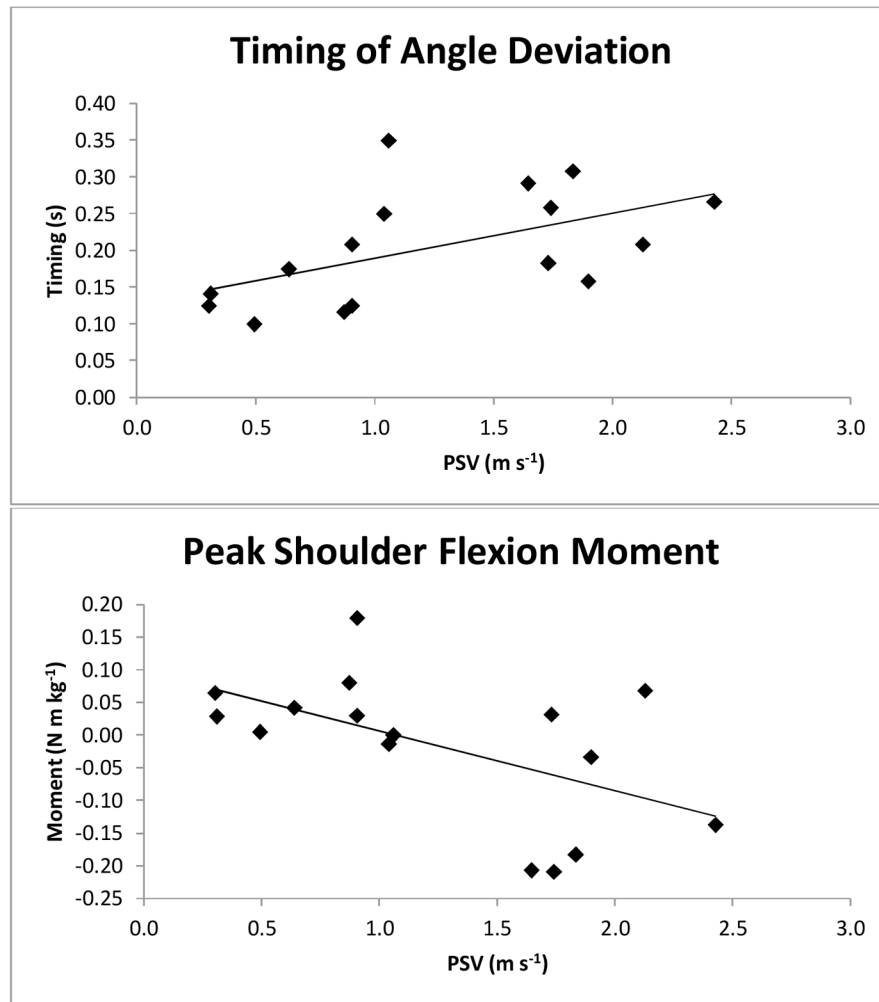 Timing of Angle Deviation
0.40
0.35
0.30
0.25
0.20
0.15
0.10
0.05
0.00
Timing (s)
0.0 0.5 1.0 1.5 2.0 2.5 3.0
PSV (m s⁻¹)
Peak Shoulder Flexion Moment
0.20
0.15
0.10
0.05
0.00
-0.05
-0.10
-0.15
-0.20
-0.25
Moment (N m kg⁻¹)
0.0 0.5 1.0 1.5 2.0 2.5 3.0
PSV (m s⁻¹)